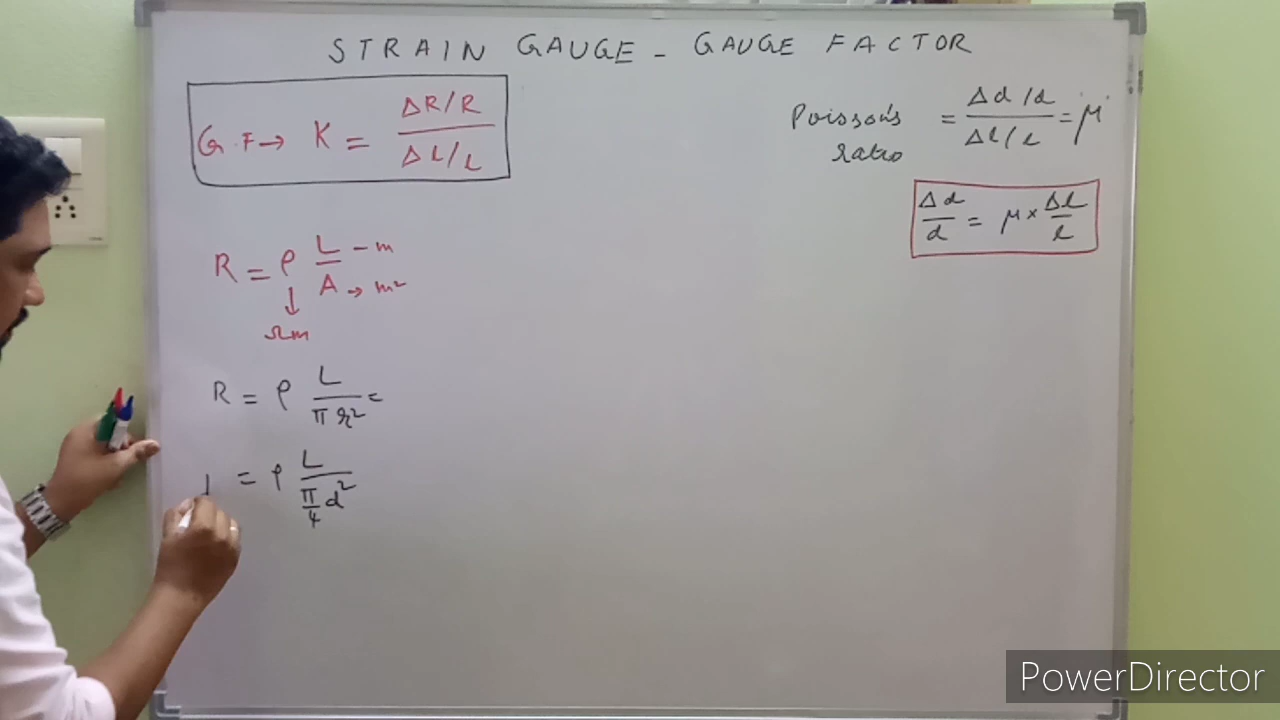 STRAIN GAUGE - GAUGE FACTOR
G.F→ K = ΔR/R / Δl/l
Poisson's ratio = Δd/d / Δl/l = μ
Δd/d = μ × Δl/l
R = ρ L/A - m → m²
↓
Ωm
R = ρ L/πr² =
= ρ L/(π/4 d²)
PowerDirector